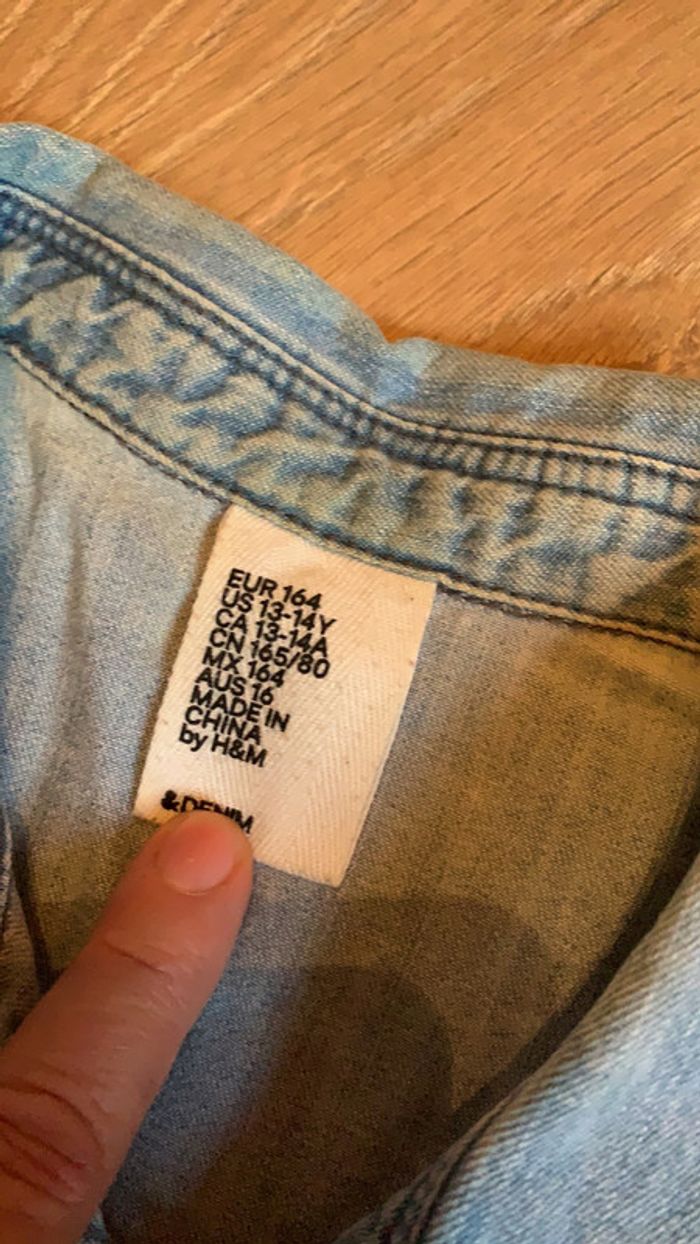 EUR 164
US 13-14Y
CA 13-14A
CN 165/80
MX 164
AUS 16
MADE IN
CHINA
by H&M
&DENIM